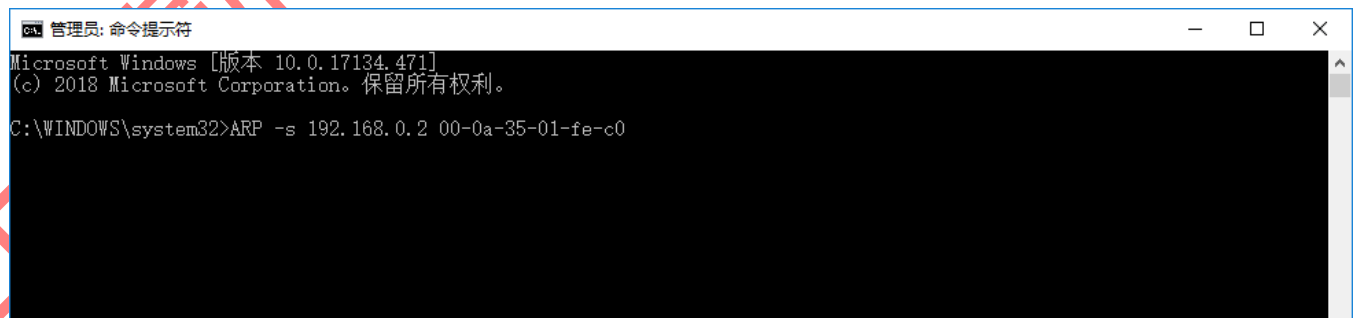 管理员: 命令提示符
Microsoft Windows [版本 10.0.17134.471]
(c) 2018 Microsoft Corporation。保留所有权利。
C:\WINDOWS\system32>ARP -s 192.168.0.2 00-0a-35-01-fe-c0